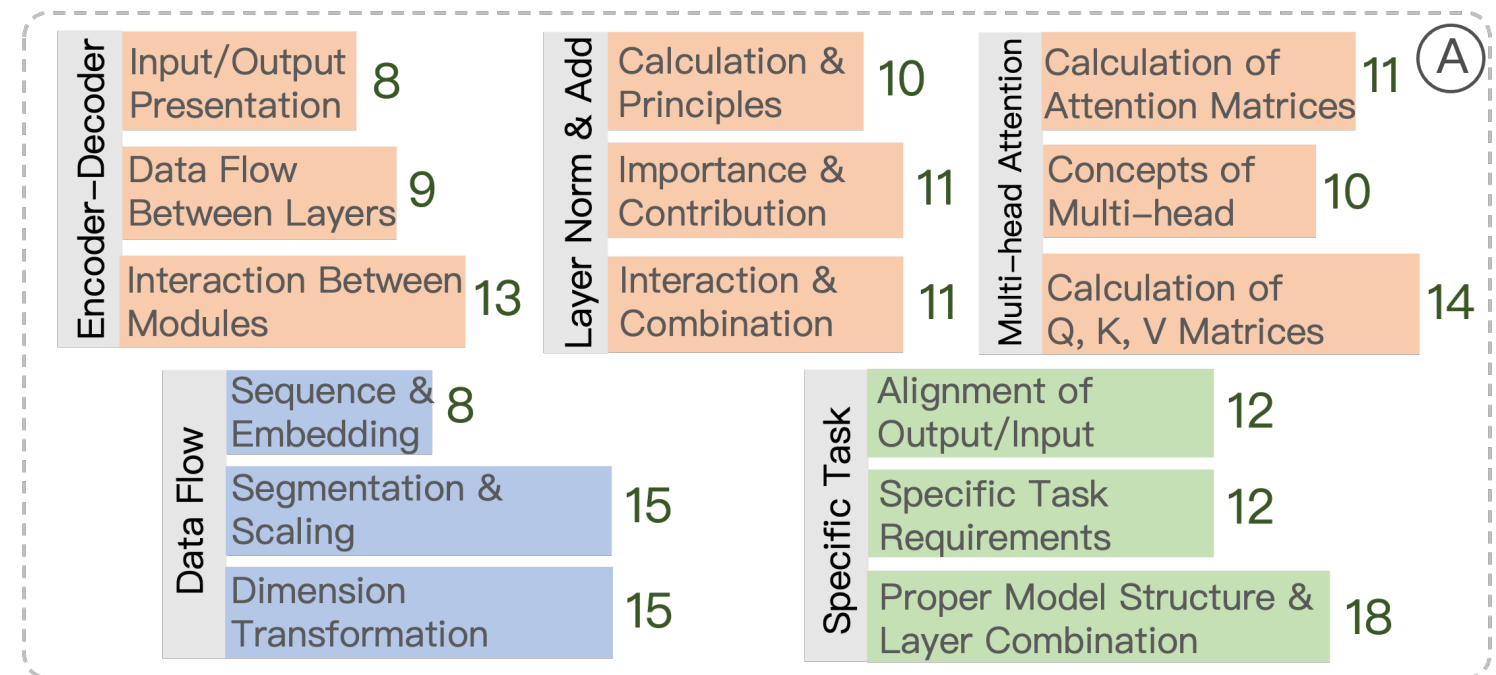 A
Encoder-Decoder
Input/Output
Presentation
8
Data Flow
Between Layers
9
Interaction Between
Modules
13
Layer Norm & Add
Calculation &
Principles
10
Importance &
Contribution
11
Interaction &
Combination
11
Multi-head Attention
Calculation of
Attention Matrices
11
Concepts of
Multi-head
10
Calculation of
Q, K, V Matrices
14
Data Flow
Sequence &
Embedding
8
Segmentation &
Scaling
15
Dimension
Transformation
15
Specific Task
Alignment of
Output/Input
12
Specific Task
Requirements
12
Proper Model Structure &
Layer Combination
18